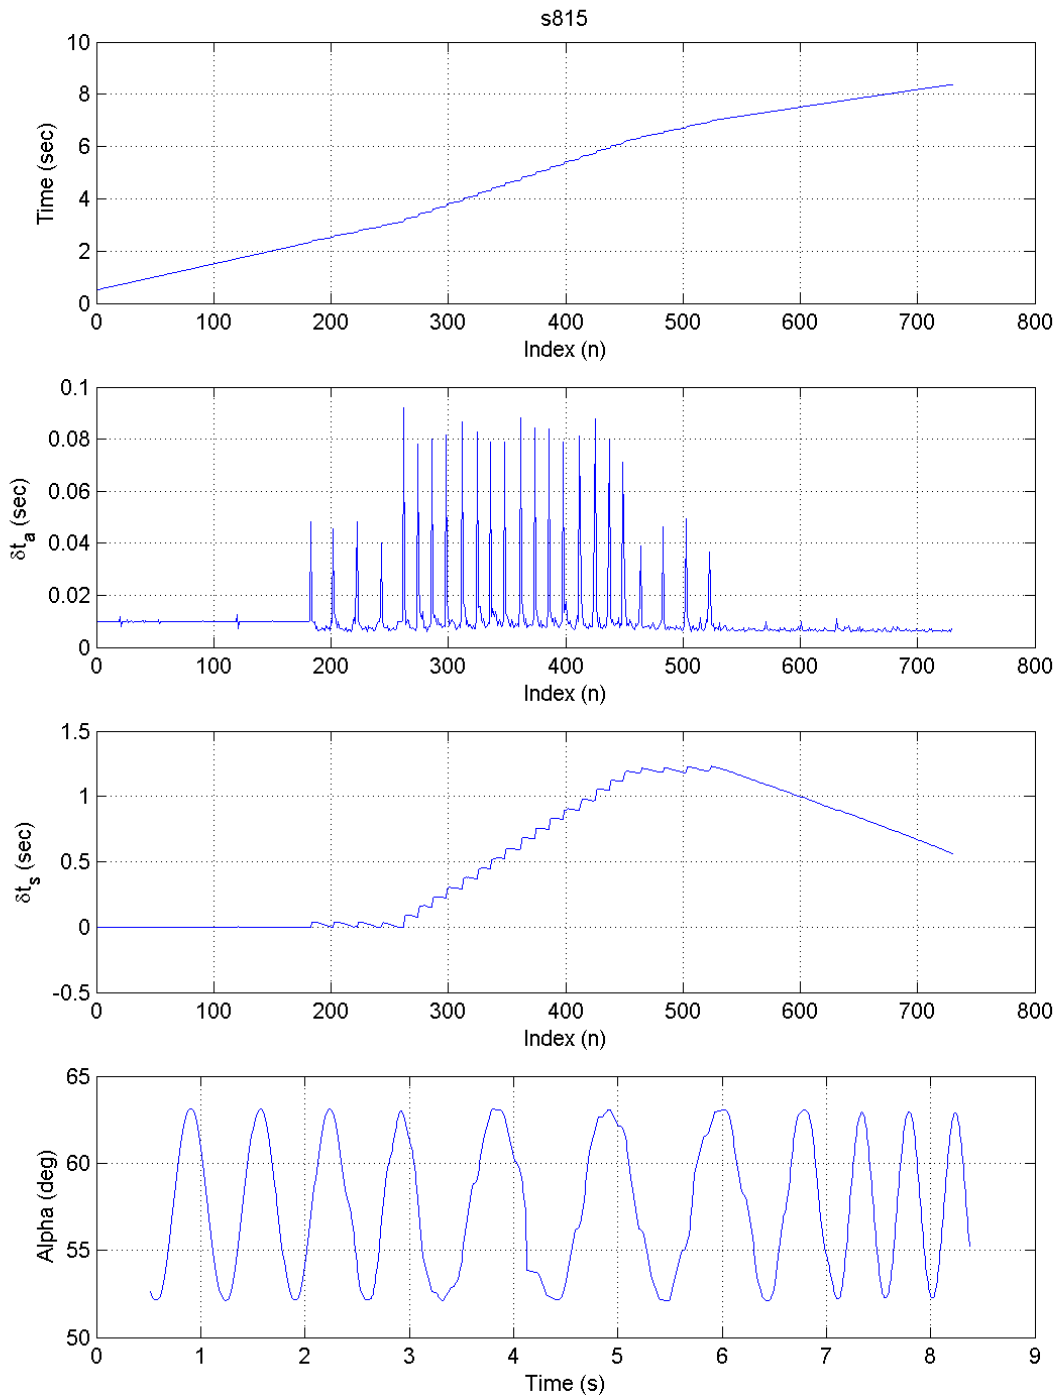 s815
10
8
6
4
2
0
Time (sec)
0 100 200 300 400 500 600 700 800
Index (n)
0.1
0.08
0.06
0.04
0.02
0
δtₐ (sec)
0 100 200 300 400 500 600 700 800
Index (n)
1.5
1
0.5
0
-0.5
δtₛ (sec)
0 100 200 300 400 500 600 700 800
Index (n)
65
60
55
50
Alpha (deg)
0 1 2 3 4 5 6 7 8 9
Time (s)